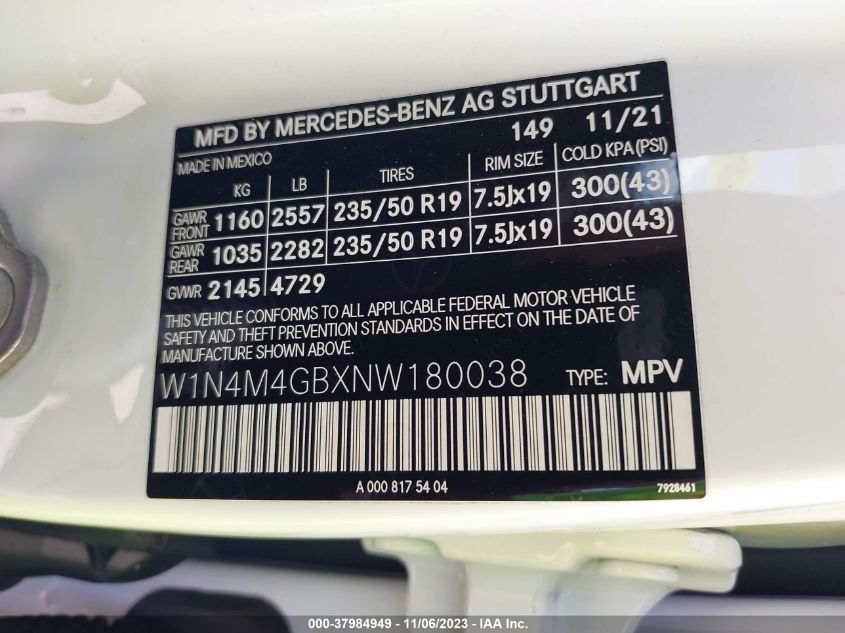 MFD BY MERCEDES-BENZ AG STUTTGART
149 11/21
MADE IN MEXICO
KG LB TIRES RIM SIZE COLD KPA (PSI)
GAWR FRONT 1160 2557 235/50 R19 7.5Jx19 300(43)
GAWR REAR 1035 2282 235/50 R19 7.5Jx19 300(43)
GVWR 2145 4729
THIS VEHICLE CONFORMS TO ALL APPLICABLE FEDERAL MOTOR VEHICLE
SAFETY AND THEFT PREVENTION STANDARDS IN EFFECT ON THE DATE OF
MANUFACTURE SHOWN ABOVE.
W1N4M4GBXNW180038 TYPE: MPV
A 000 817 54 04 7928461
000-37984949 - 11/06/2023 - IAA Inc.